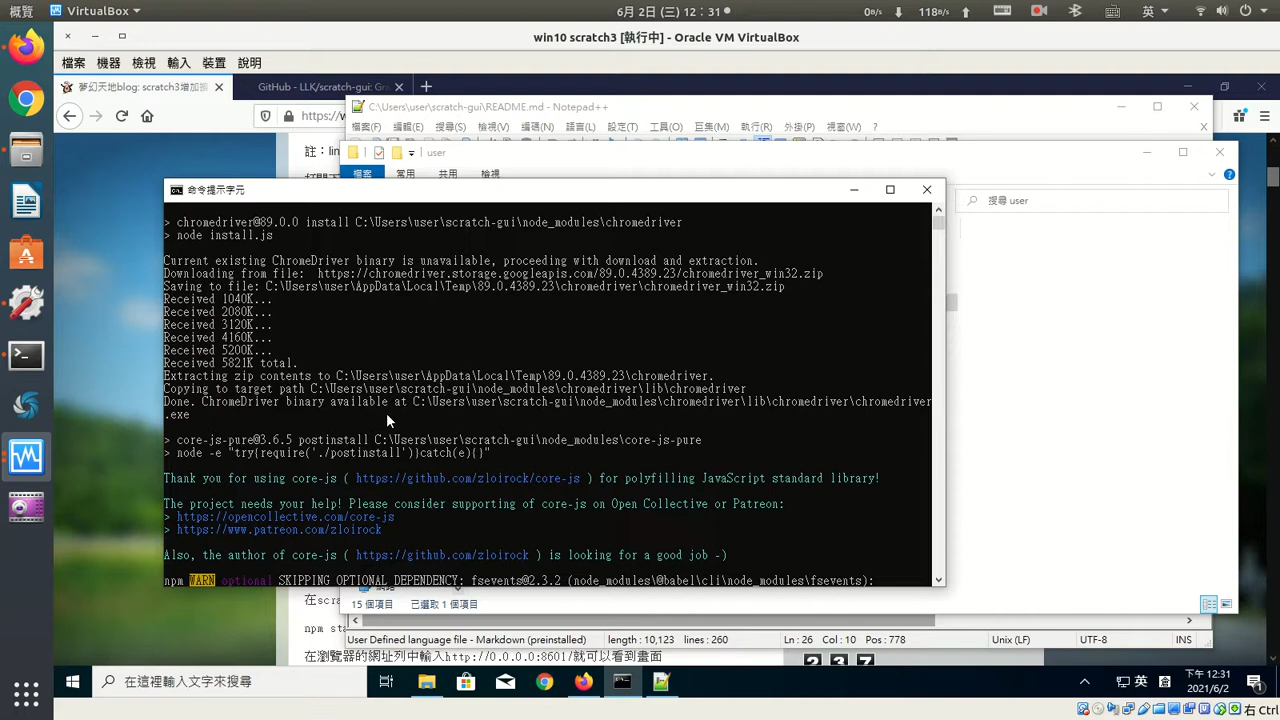 概覽
VirtualBox
6月 2日 (三) 12:31
0B/s
118B/s
英
win10 scratch3 [執行中] - Oracle VM VirtualBox
檔案 機器 檢視 輸入 裝置 說明
夢幻天地blog: scratch3增加擴
GitHub - LLK/scratch-gui: Gr
https://w
C:\Users\user\scratch-gui\README.md - Notepad++
檔案(F) 編輯(E) 搜尋(S) 檢視(V) 編碼(N) 語言(L) 設定(T) 工具(O) 巨集(M) 執行(R) 外掛(P) 視窗(W) ? X
註：lin
user
檔案 常用 共用 檢視
搜尋 user
命令提示字元
> chromedriver@89.0.0 install C:\Users\user\scratch-gui\node_modules\chromedriver
> node install.js
Current existing ChromeDriver binary is unavailable, proceeding with download and extraction.
Downloading from file:  https://chromedriver.storage.googleapis.com/89.0.4389.23/chromedriver_win32.zip
Saving to file: C:\Users\user\AppData\Local\Temp\89.0.4389.23\chromedriver\chromedriver_win32.zip
Received 1040K...
Received 2080K...
Received 3120K...
Received 4160K...
Received 5200K...
Received 5821K total.
Extracting zip contents to C:\Users\user\AppData\Local\Temp\89.0.4389.23\chromedriver.
Copying to target path C:\Users\user\scratch-gui\node_modules\chromedriver\lib\chromedriver
Done. ChromeDriver binary available at C:\Users\user\scratch-gui\node_modules\chromedriver\lib\chromedriver\chromedriver
.exe
> core-js-pure@3.6.5 postinstall C:\Users\user\scratch-gui\node_modules\core-js-pure
> node -e "try{require('./postinstall')}catch(e){}"
Thank you for using core-js ( https://github.com/zloirock/core-js ) for polyfilling JavaScript standard library!
The project needs your help! Please consider supporting of core-js on Open Collective or Patreon:
> https://opencollective.com/core-js
> https://www.patreon.com/zloirock
Also, the author of core-js ( https://github.com/zloirock ) is looking for a good job -)
npm WARN optional SKIPPING OPTIONAL DEPENDENCY: fsevents@2.3.2 (node_modules\@babel\cli\node_modules\fsevents):
15 個項目 已選取 1 個項目
在scra
npm sta
User Defined language file - Markdown (preinstalled) length : 10,123 lines : 260 Ln : 26 Col : 10 Pos : 778 Unix (LF) UTF-8 INS
在瀏覽器的網址列中輸入http://0.0.0.0:8601/就可以看到畫面
在這裡輸入文字來搜尋
英
下午 12:31
2021/6/2
右 Ctrl